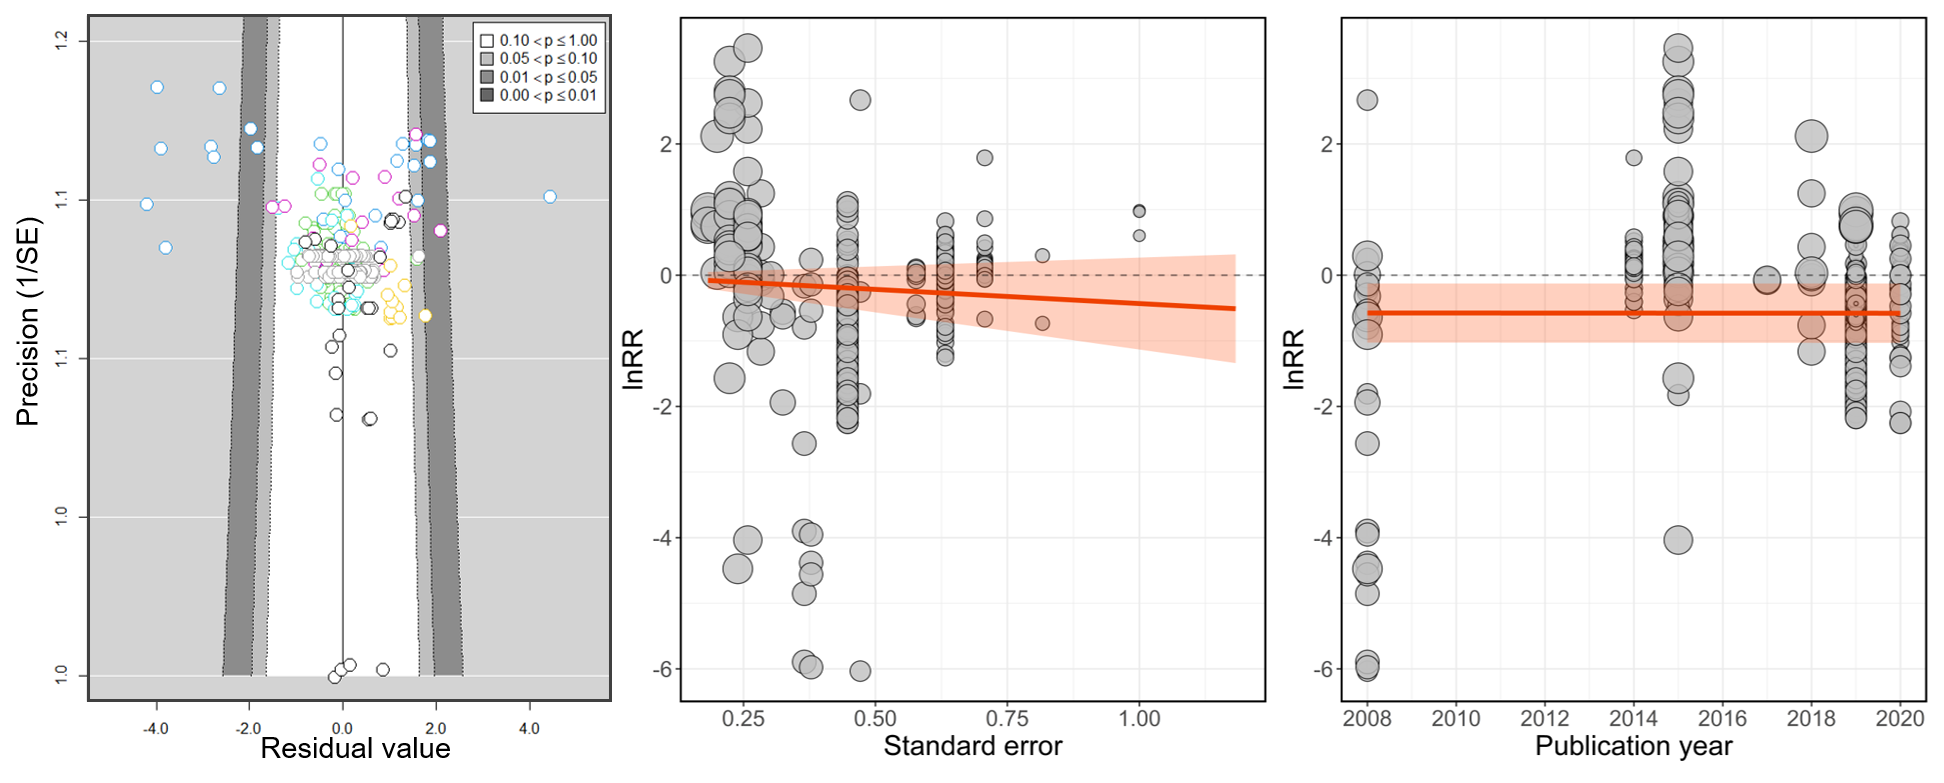 1.2
1.1
1.1
1.0
1.0
Precision (1/SE)
0.10 < p ≤ 1.00
0.05 < p ≤ 0.10
0.01 < p ≤ 0.05
0.00 < p ≤ 0.01
-4.0 -2.0 0.0 2.0 4.0
Residual value
2
0
-2
-4
-6
lnRR
0.25 0.50 0.75 1.00
Standard error
2
0
-2
-4
-6
lnRR
2008 2010 2012 2014 2016 2018 2020
Publication year